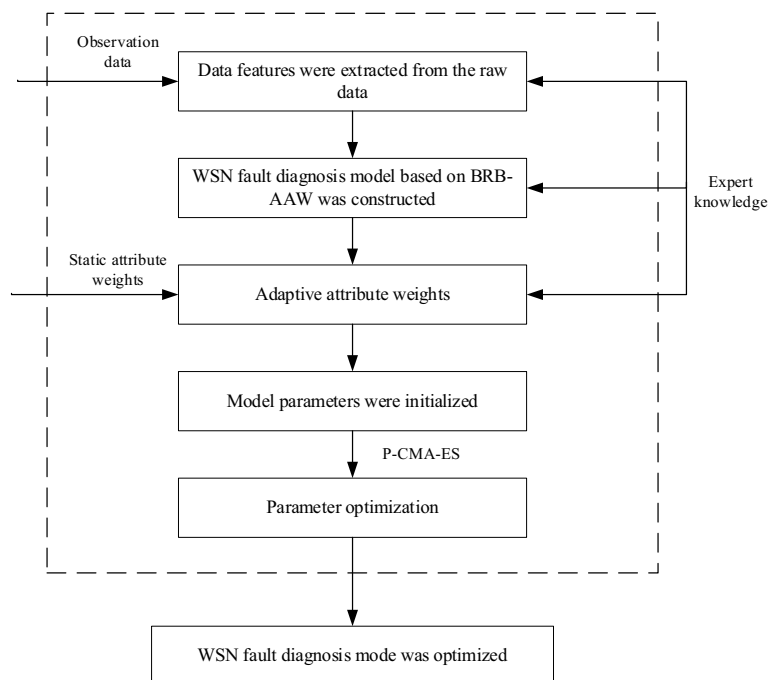 Observation
data
Data features were extracted from the raw
data
WSN fault diagnosis model based on BRB-
AAW was constructed
Expert
knowledge
Static attribute
weights
Adaptive attribute weights
Model parameters were initialized
P-CMA-ES
Parameter optimization
WSN fault diagnosis mode was optimized